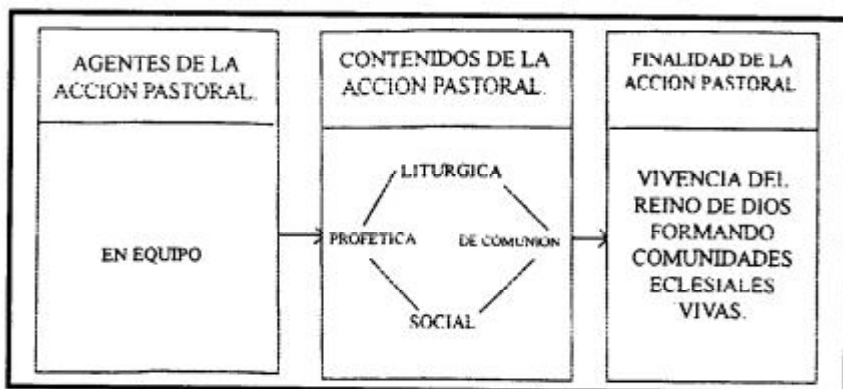 AGENTES DE LA
ACCION PASTORAL.
EN EQUIPO
CONTENIDOS DE LA
ACCION PASTORAL.
LITURGICA
PROFETICA
DE COMUNIÓN
SOCIAL
FINALIDAD DE LA
ACCION PASTORAL
VIVENCIA DEL
REINO DE DIOS
FORMANDO
COMUNIDADES
ECLESIALES
VIVAS.